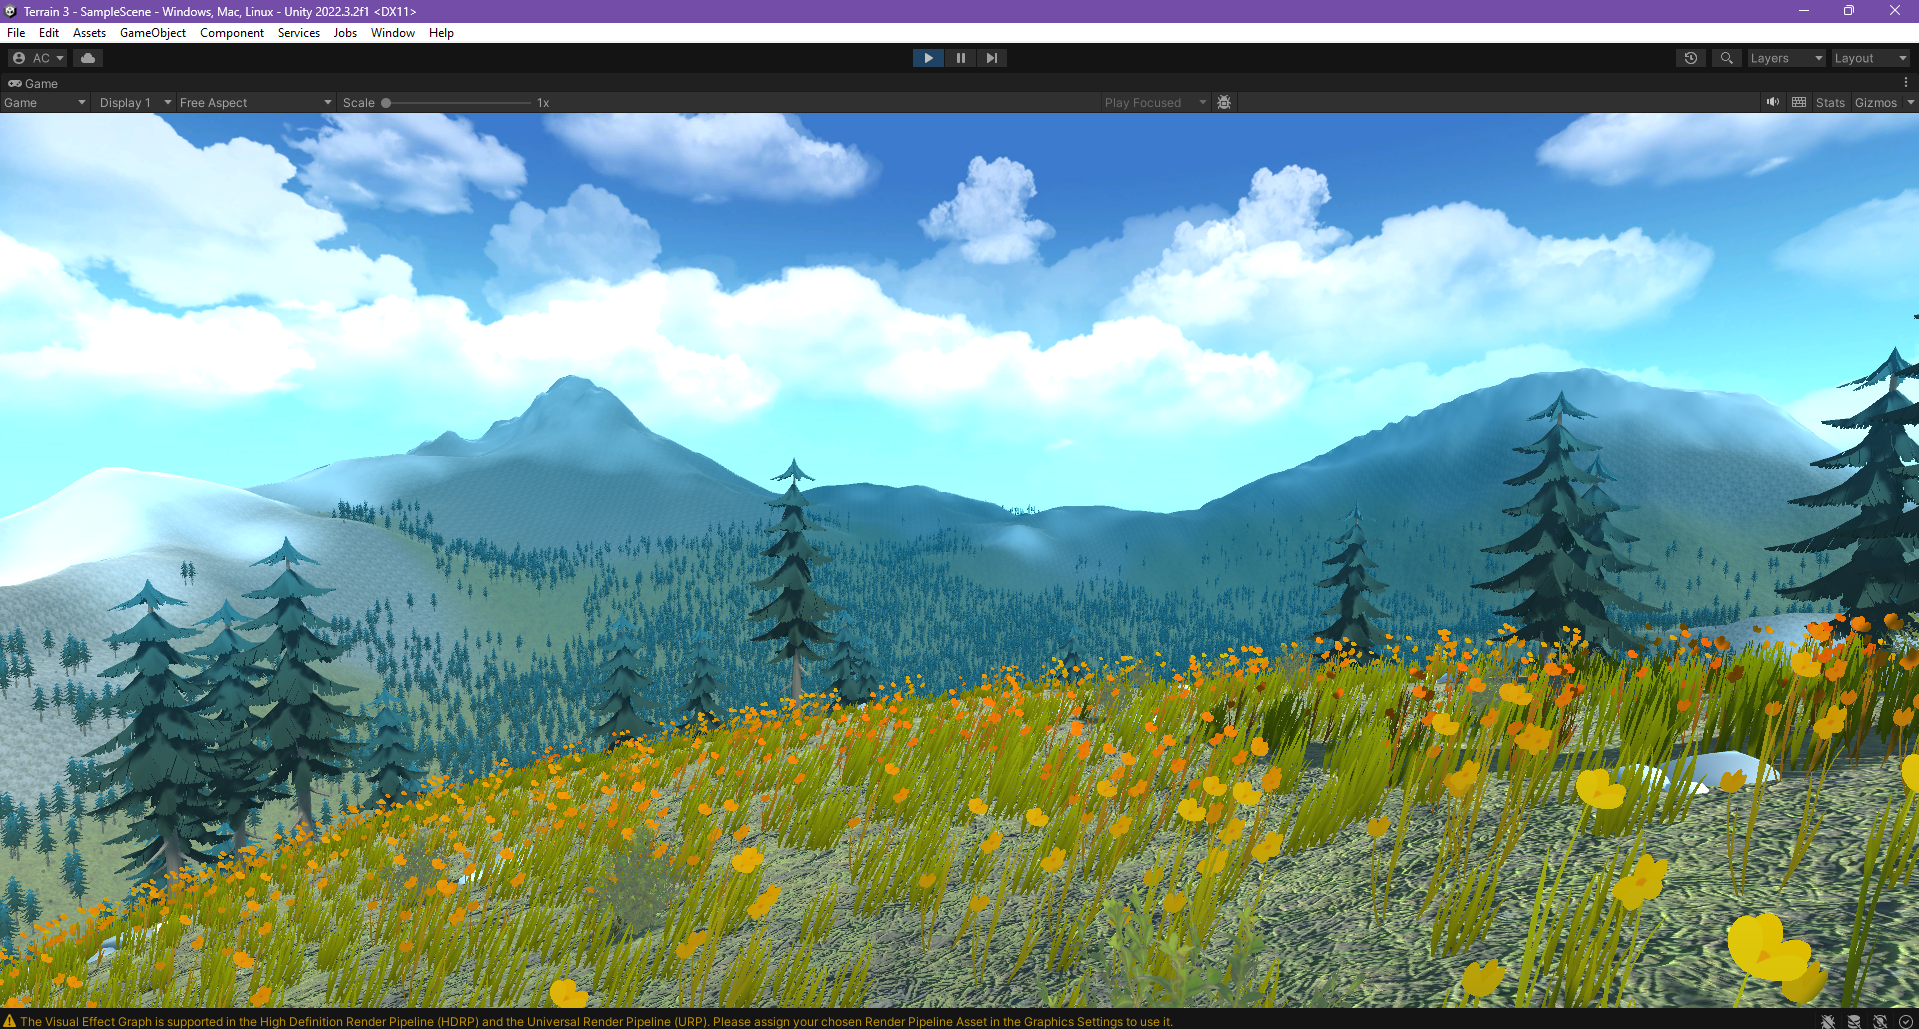 Terrain 3 - SampleScene - Windows, Mac, Linux - Unity 2022.3.2f1 <DX11>
File Edit Assets GameObject Component Services Jobs Window Help
AC Layers Layout
Game
Game Display 1 Free Aspect Scale 1x Play Focused Stats Gizmos
The Visual Effect Graph is supported in the High Definition Render Pipeline (HDRP) and the Universal Render Pipeline (URP). Please assign your chosen Render Pipeline Asset in the Graphics Settings to use it.